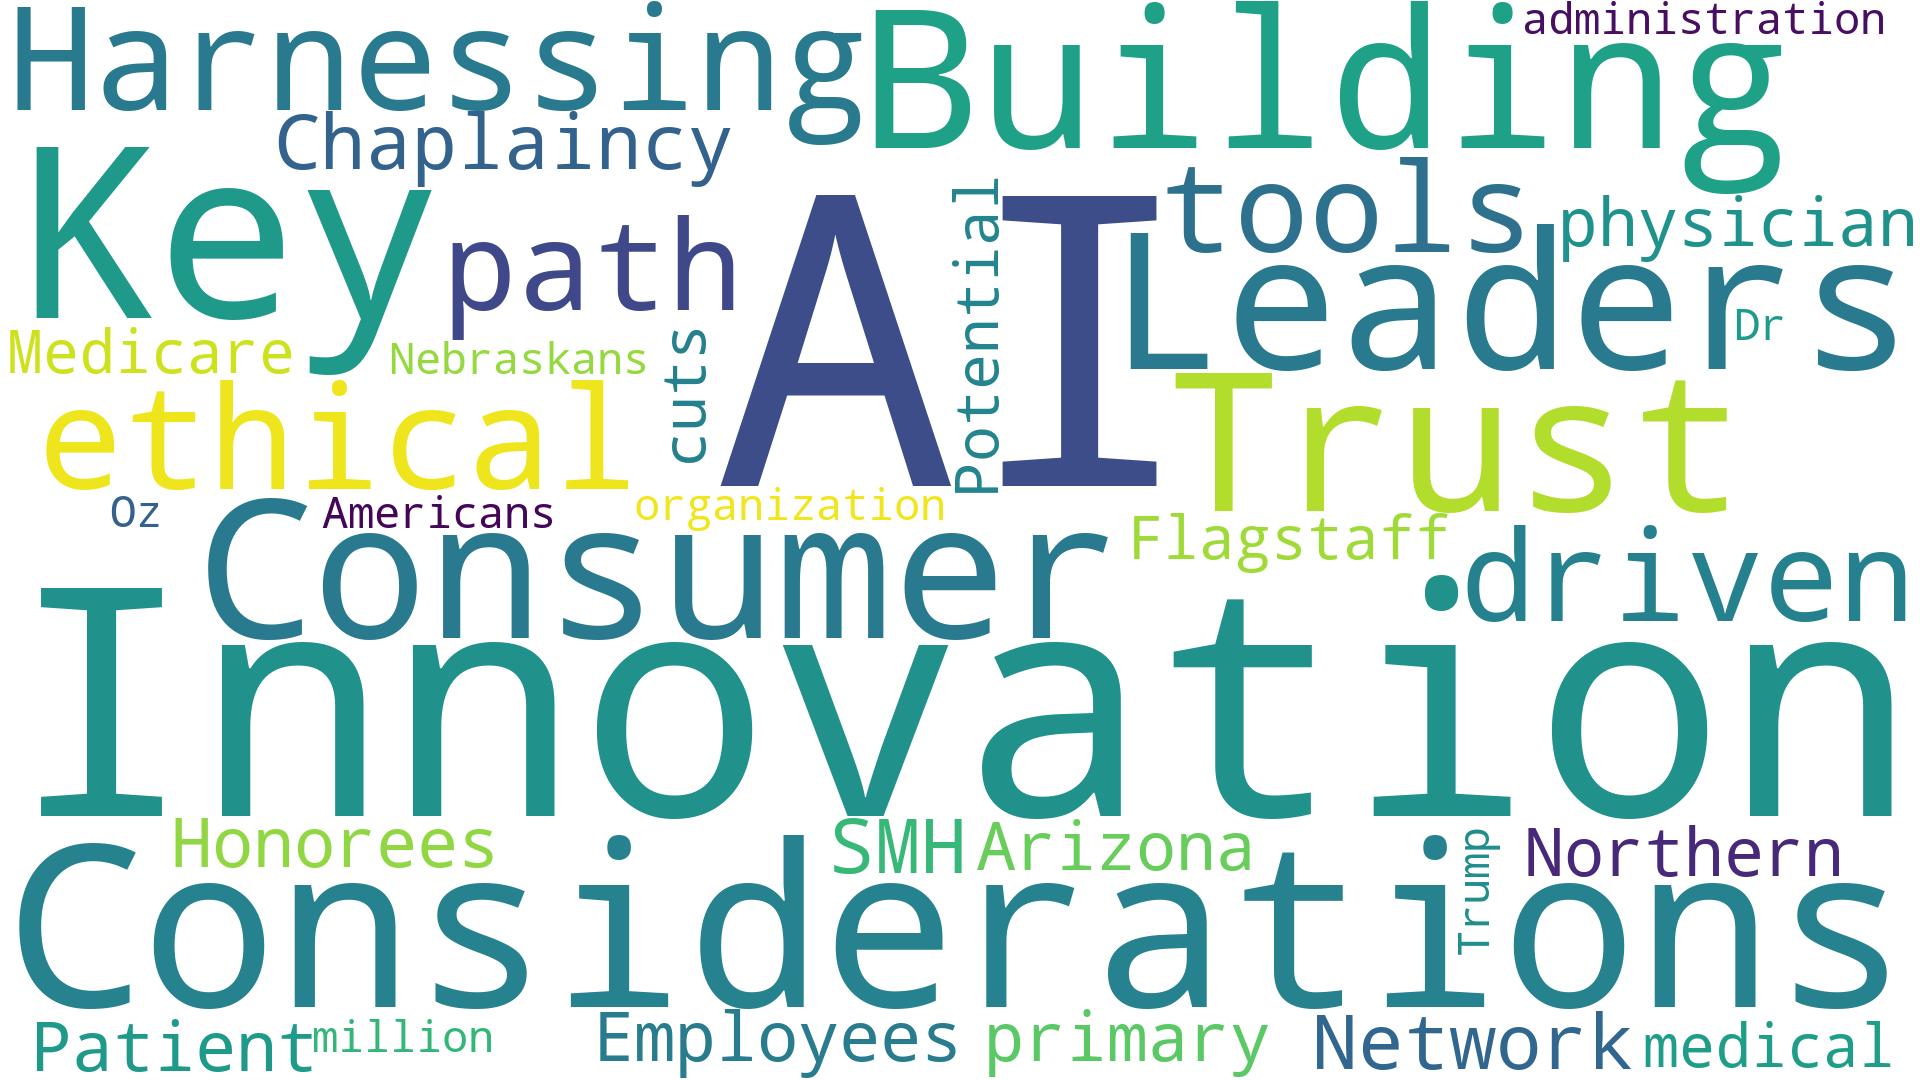 Harnessing
Building
administration
Chaplaincy
Key
path
AI
Potential
tools
physician
Leaders
Dr
Medicare
Nebraskans
cuts
ethical
Trust
Oz
Americans
organization
Consumer
Flagstaff
driven
Innovation
Honorees
SMH
Arizona
Trump
Northern
Considerations
Patient
million
Employees
primary
Network
medical